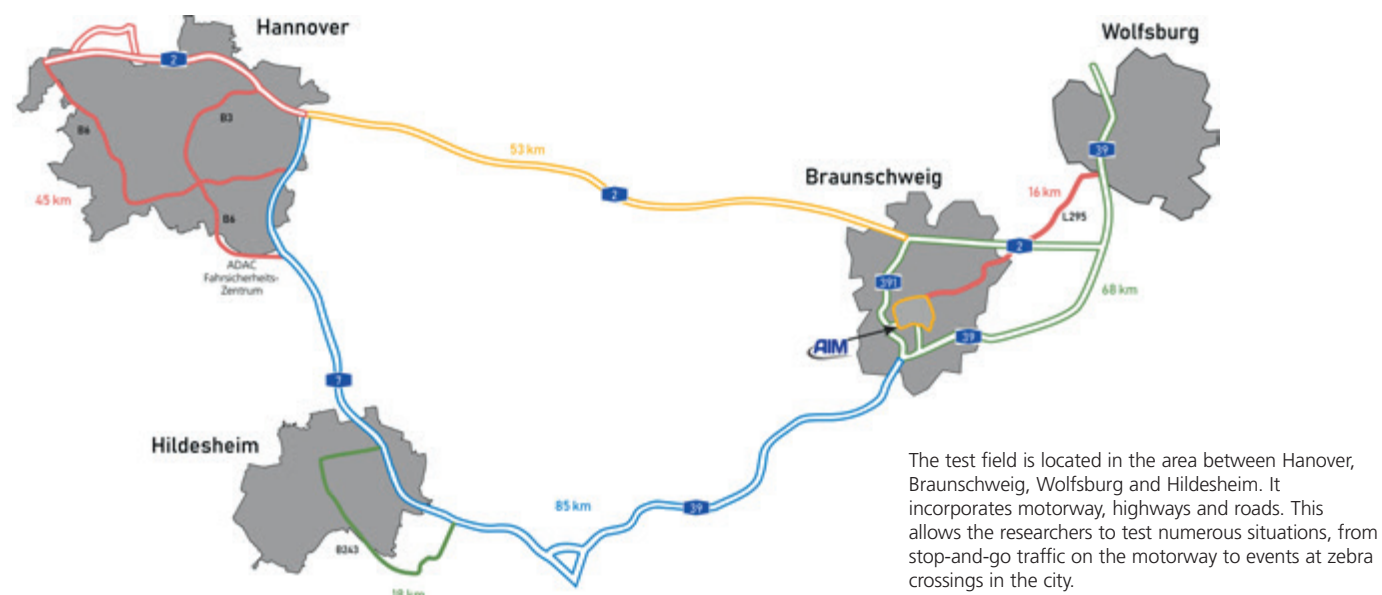 Hannover
Wolfsburg
2
B3
B6
39
53 km
Braunschweig
2
45 km
16 km
L295
B6
2
ADAC
Fahrsicherheits-
Zentrum
391
68 km
39
AIM
7
Hildesheim
85 km
39
B243
18 km
The test field is located in the area between Hanover,
Braunschweig, Wolfsburg and Hildesheim. It
incorporates motorway, highways and roads. This
allows the researchers to test numerous situations, from
stop-and-go traffic on the motorway to events at zebra
crossings in the city.